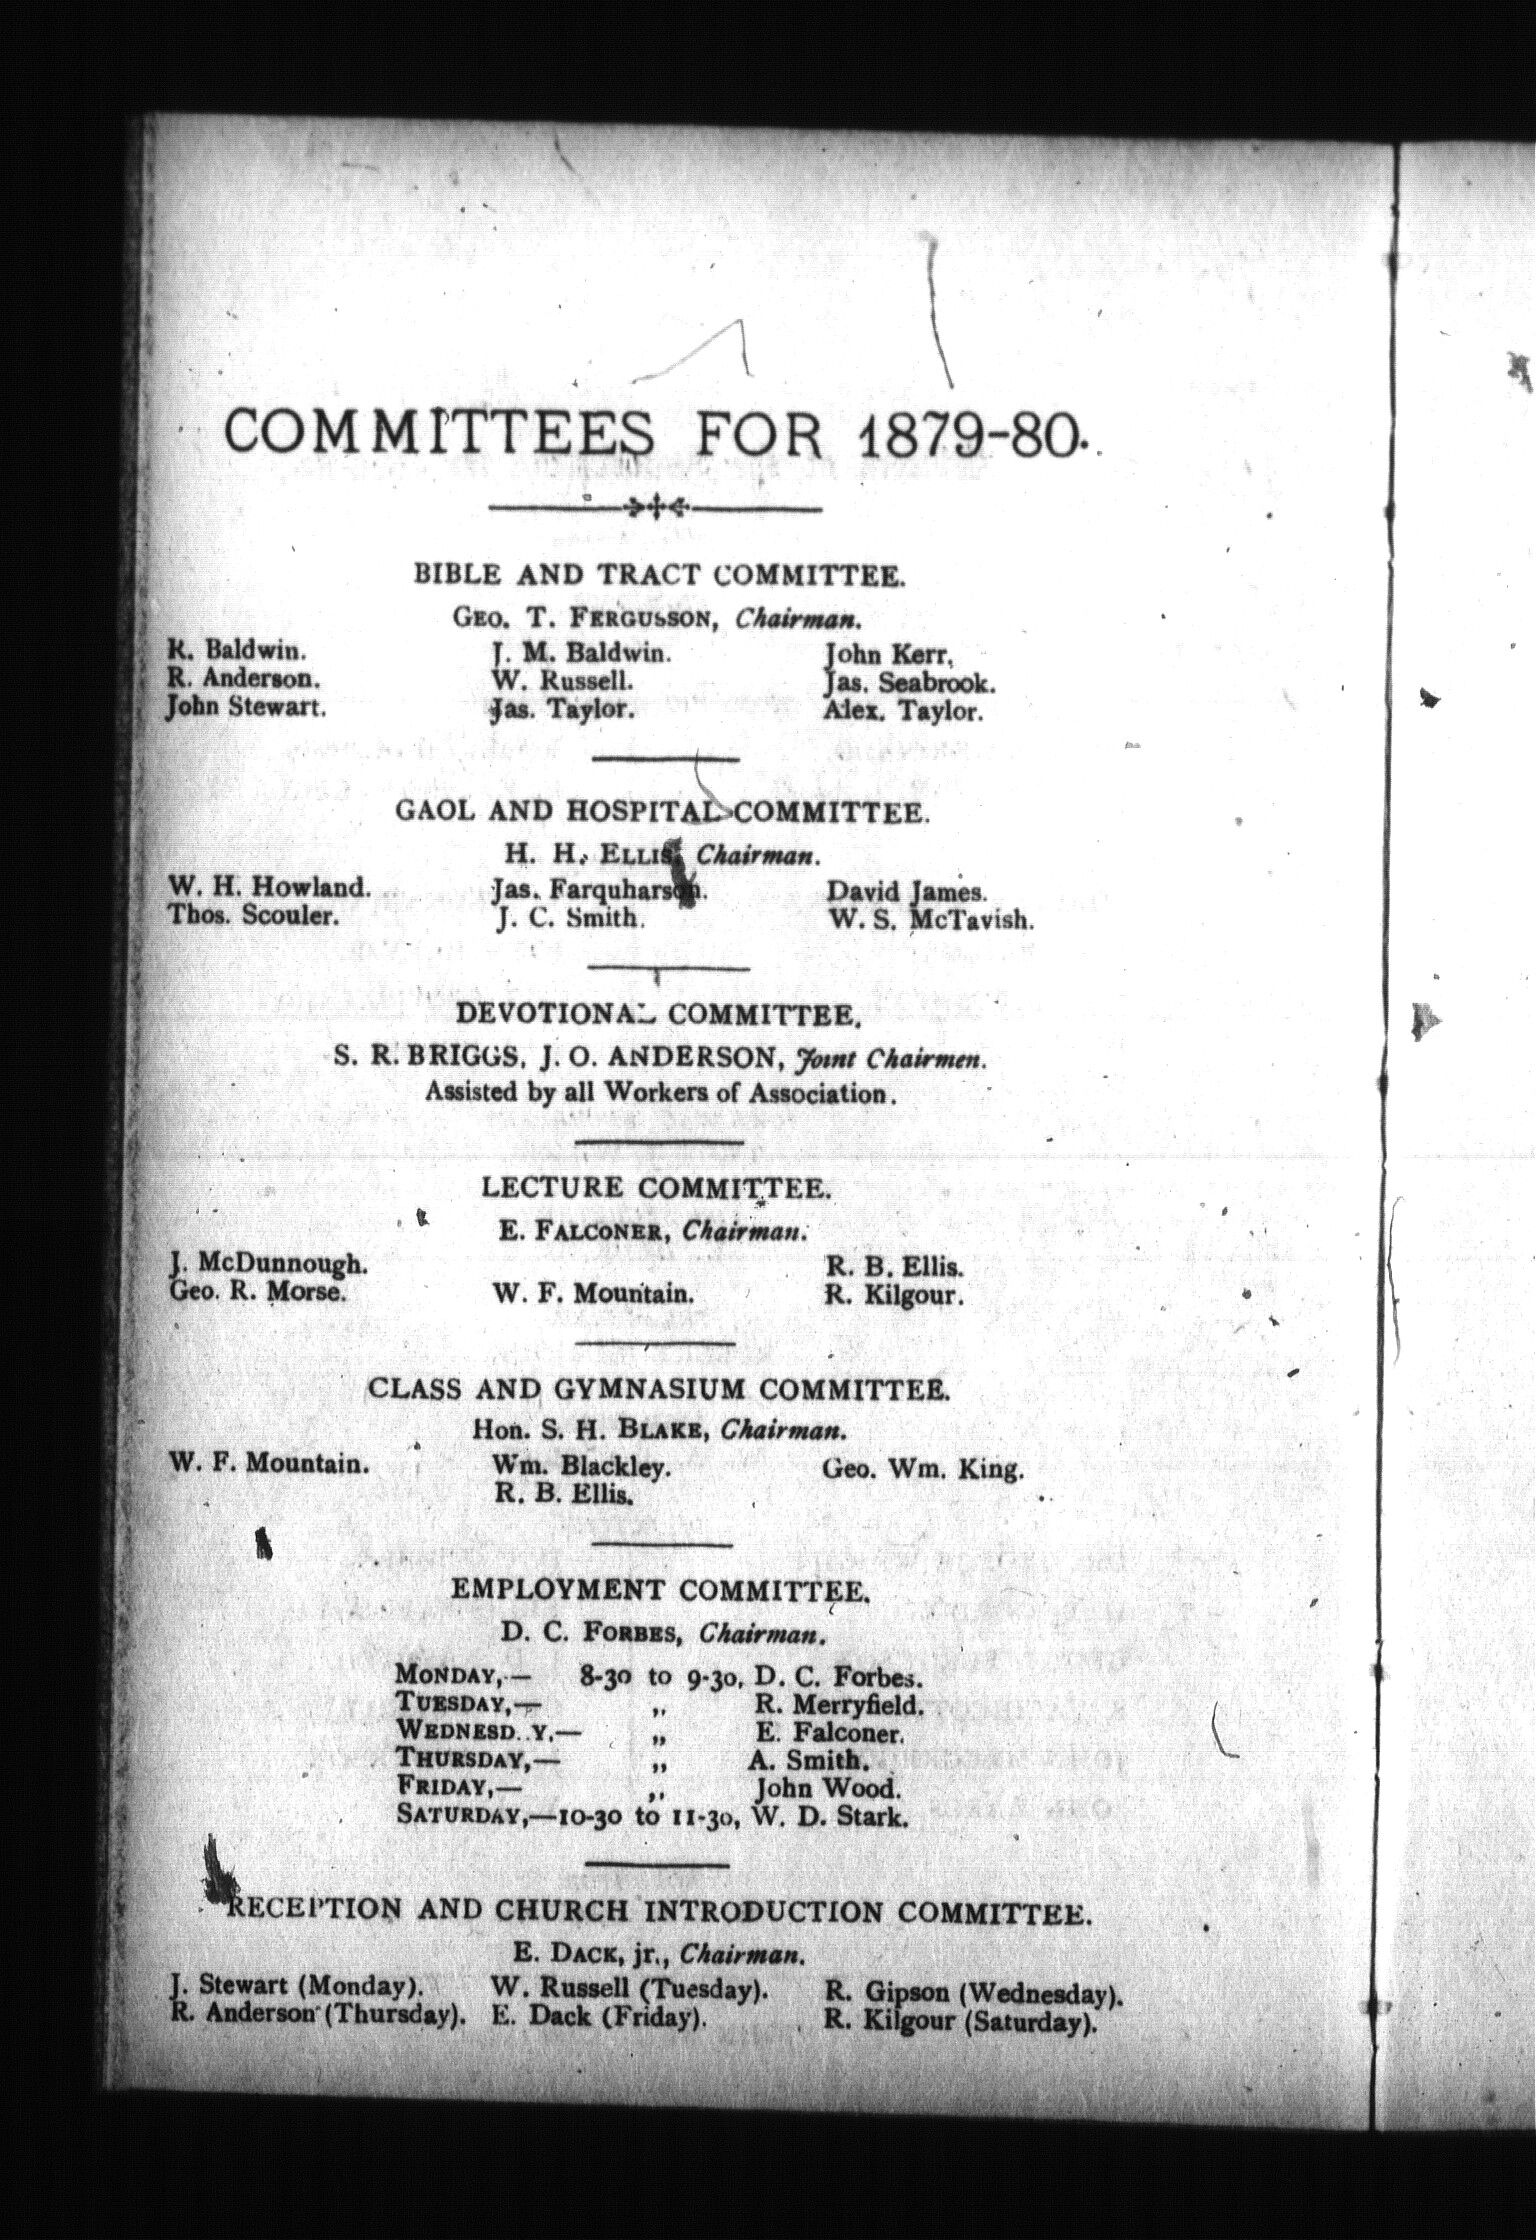 COMMITTEES FOR 1879-80.
BIBLE AND TRACT COMMITTEE.
GEO. T. FERGUSSON, Chairman.
R. Baldwin. J. M. Baldwin. John Kerr.
R. Anderson. W. Russell. Jas. Seabrook.
John Stewart. Jas. Taylor. Alex. Taylor.
GAOL AND HOSPITAL COMMITTEE.
H. H. ELLIS, Chairman.
W. H. Howland. Jas. Farquharson. David James.
Thos. Scouler. J. C. Smith. W. S. McTavish.
DEVOTIONAL COMMITTEE.
S. R. BRIGGS, J. O. ANDERSON, Joint Chairmen.
Assisted by all Workers of Association.
LECTURE COMMITTEE.
E. FALCONER, Chairman.
J. McDunnough. R. B. Ellis.
Geo. R. Morse. W. F. Mountain. R. Kilgour.
CLASS AND GYMNASIUM COMMITTEE.
Hon. S. H. BLAKE, Chairman.
W. F. Mountain. Wm. Blackley. Geo. Wm. King.
R. B. Ellis.
EMPLOYMENT COMMITTEE.
D. C. FORBES, Chairman.
MONDAY,— 8-30 to 9-30, D. C. Forbes.
TUESDAY,— „ R. Merryfield.
WEDNESDAY,— „ E. Falconer.
THURSDAY,— „ A. Smith.
FRIDAY,— „ John Wood.
SATURDAY,—10-30 to 11-30, W. D. Stark.
RECEPTION AND CHURCH INTRODUCTION COMMITTEE.
E. DACK, jr., Chairman.
J. Stewart (Monday). W. Russell (Tuesday). R. Gipson (Wednesday).
R. Anderson (Thursday). E. Dack (Friday). R. Kilgour (Saturday).